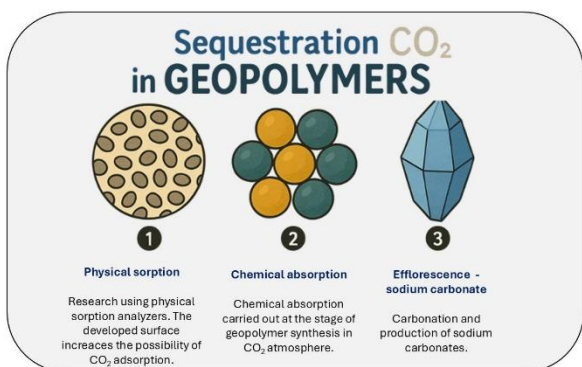 Sequestration CO₂
in GEOPOLYMERS
1
Physical sorption
Research using physical
sorption analyzers. The
developed surface
increases the possibility of
CO₂ adsorption.
2
Chemical absorption
Chemical absorption
carried out at the stage of
geopolymer synthesis in
CO₂ atmosphere.
3
Efflorescence -
sodium carbonate
Carbonation and
production of sodium
carbonates.